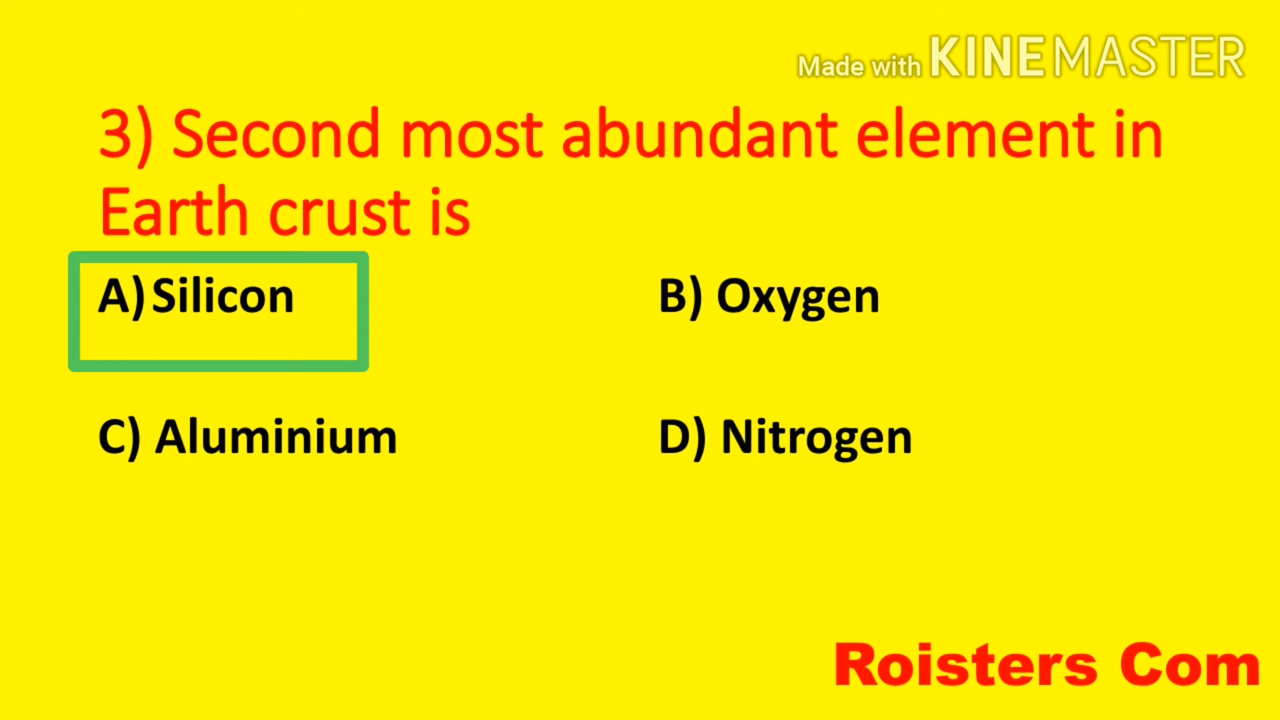 Made with KINEMASTER
3) Second most abundant element in
Earth crust is
A) Silicon
B) Oxygen
C) Aluminium
D) Nitrogen
Roisters Com